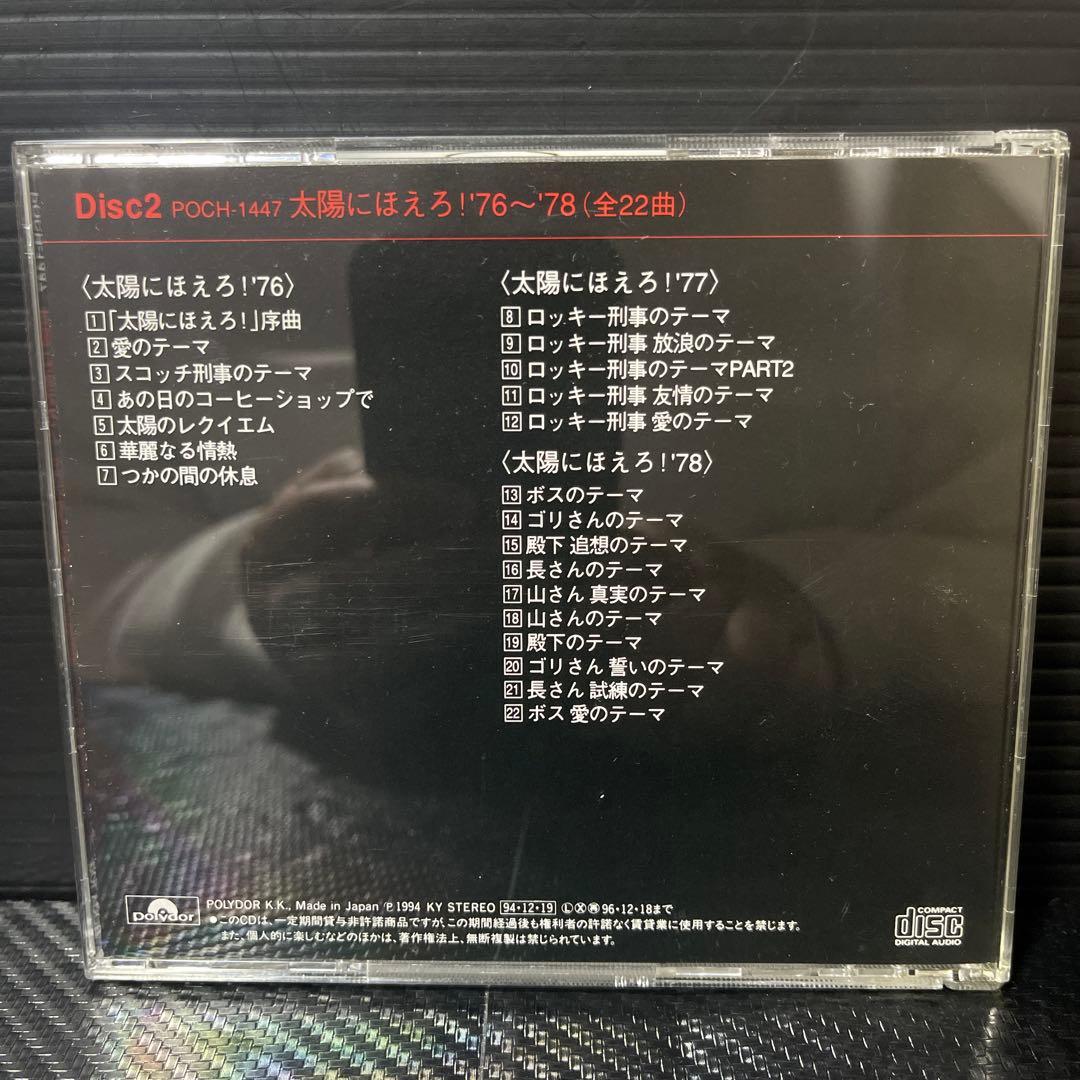 Disc2 POCH-1447 太陽にほえろ!'76〜'78(全22曲)
〈太陽にほえろ!'76〉
1「太陽にほえろ!」序曲
2 愛のテーマ
3 スコッチ刑事のテーマ
4 あの日のコーヒーショップで
5 太陽のレクイエム
6 華麗なる情熱
7 つかの間の休息
〈太陽にほえろ!'77〉
8 ロッキー刑事のテーマ
9 ロッキー刑事 放浪のテーマ
10 ロッキー刑事のテーマPART2
11 ロッキー刑事 友情のテーマ
12 ロッキー刑事 愛のテーマ
〈太陽にほえろ!'78〉
13 ボスのテーマ
14 ゴリさんのテーマ
15 殿下 追想のテーマ
16 長さんのテーマ
17 山さん 真実のテーマ
18 山さんのテーマ
19 殿下のテーマ
20 ゴリさん 誓いのテーマ
21 長さん 試練のテーマ
22 ボス 愛のテーマ
polydor
POLYDOR K.K., Made in Japan ℗ 1994 KY STEREO 94・12・19 Ⓛ Ⓧ ㊞96・12・18まで
●このCDは、一定期間貸与非許諾商品ですが、この期間経過後も権利者の許諾なく賃貸業に使用することを禁じます。
また、個人的に楽しむなどのほかは、著作権法上、無断複製は禁じられています。
COMPACT
disc
DIGITAL AUDIO